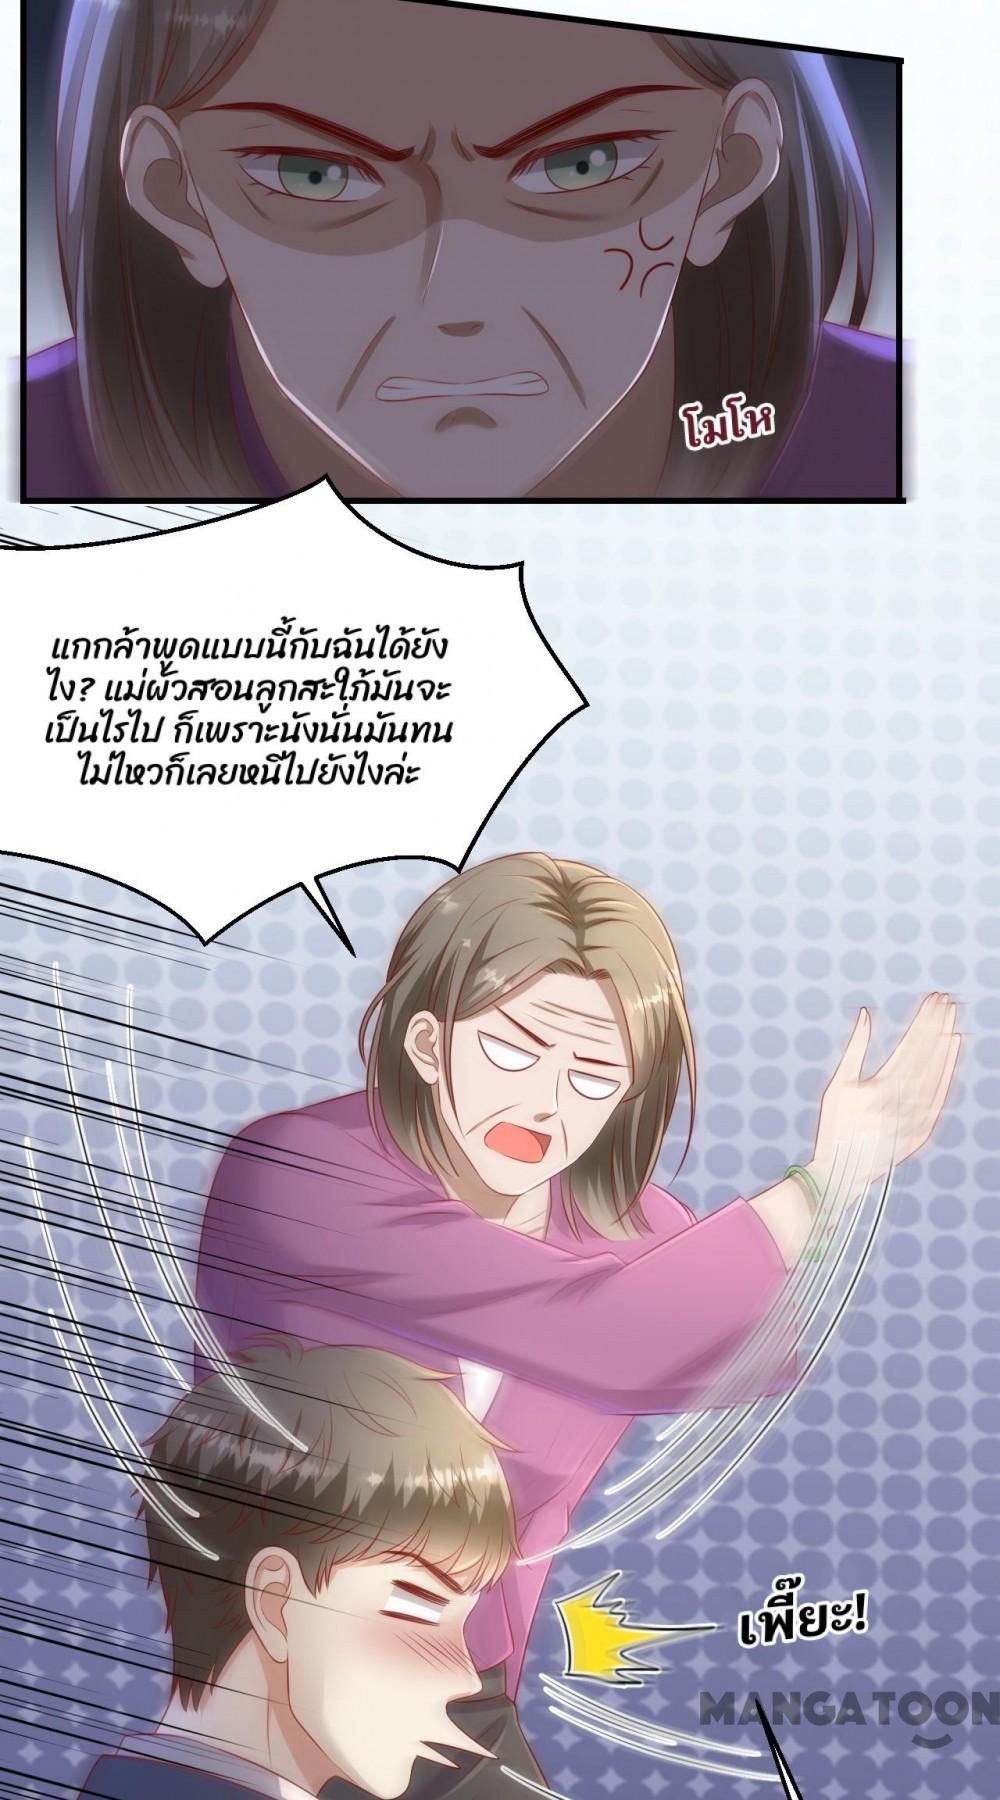 โมโห
แกกล้าพูดแบบนี้กับฉันได้ยัง
ไง? แม่ผัวสอนลูกสะใภ้มันจะ
เป็นไรไป ก็เพราะนังนั่นมันทน
ไม่ไหวก็เลยหนีไปยังไงล่ะ
เพี๊ยะ!
MANGATOON